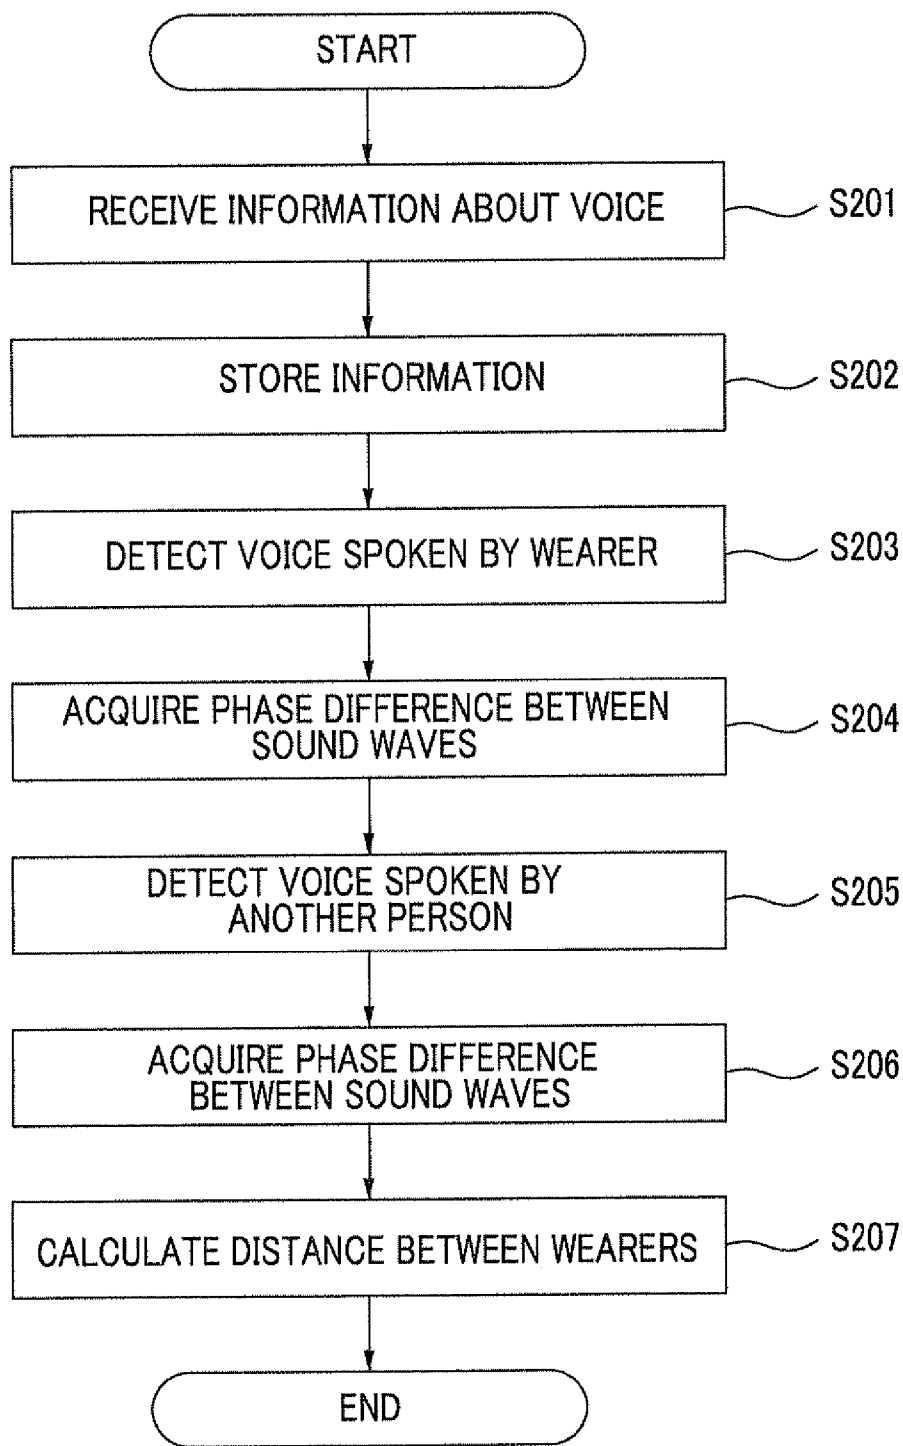 START
RECEIVE INFORMATION ABOUT VOICE
S201
STORE INFORMATION
S202
DETECT VOICE SPOKEN BY WEARER
S203
ACQUIRE PHASE DIFFERENCE BETWEEN
SOUND WAVES
S204
DETECT VOICE SPOKEN BY
ANOTHER PERSON
S205
ACQUIRE PHASE DIFFERENCE
BETWEEN SOUND WAVES
S206
CALCULATE DISTANCE BETWEEN WEARERS
S207
END